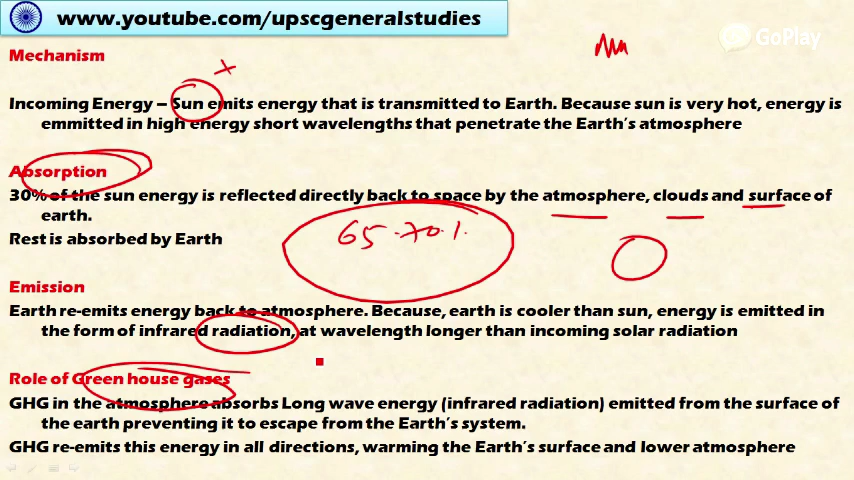 www.youtube.com/upscgeneralstudies
GoPlay
Mechanism
Incoming Energy – Sun emits energy that is transmitted to Earth. Because sun is very hot, energy is
emmitted in high energy short wavelengths that penetrate the Earth's atmosphere
Absorption
30% of the sun energy is reflected directly back to space by the atmosphere, clouds and surface of
earth.
65-70%
Rest is absorbed by Earth
Emission
Earth re-emits energy back to atmosphere. Because, earth is cooler than sun, energy is emitted in
the form of infrared radiation, at wavelength longer than incoming solar radiation
Role of Green house gases
GHG in the atmosphere absorbs Long wave energy (infrared radiation) emitted from the surface of
the earth preventing it to escape from the Earth's system.
GHG re-emits this energy in all directions, warming the Earth's surface and lower atmosphere